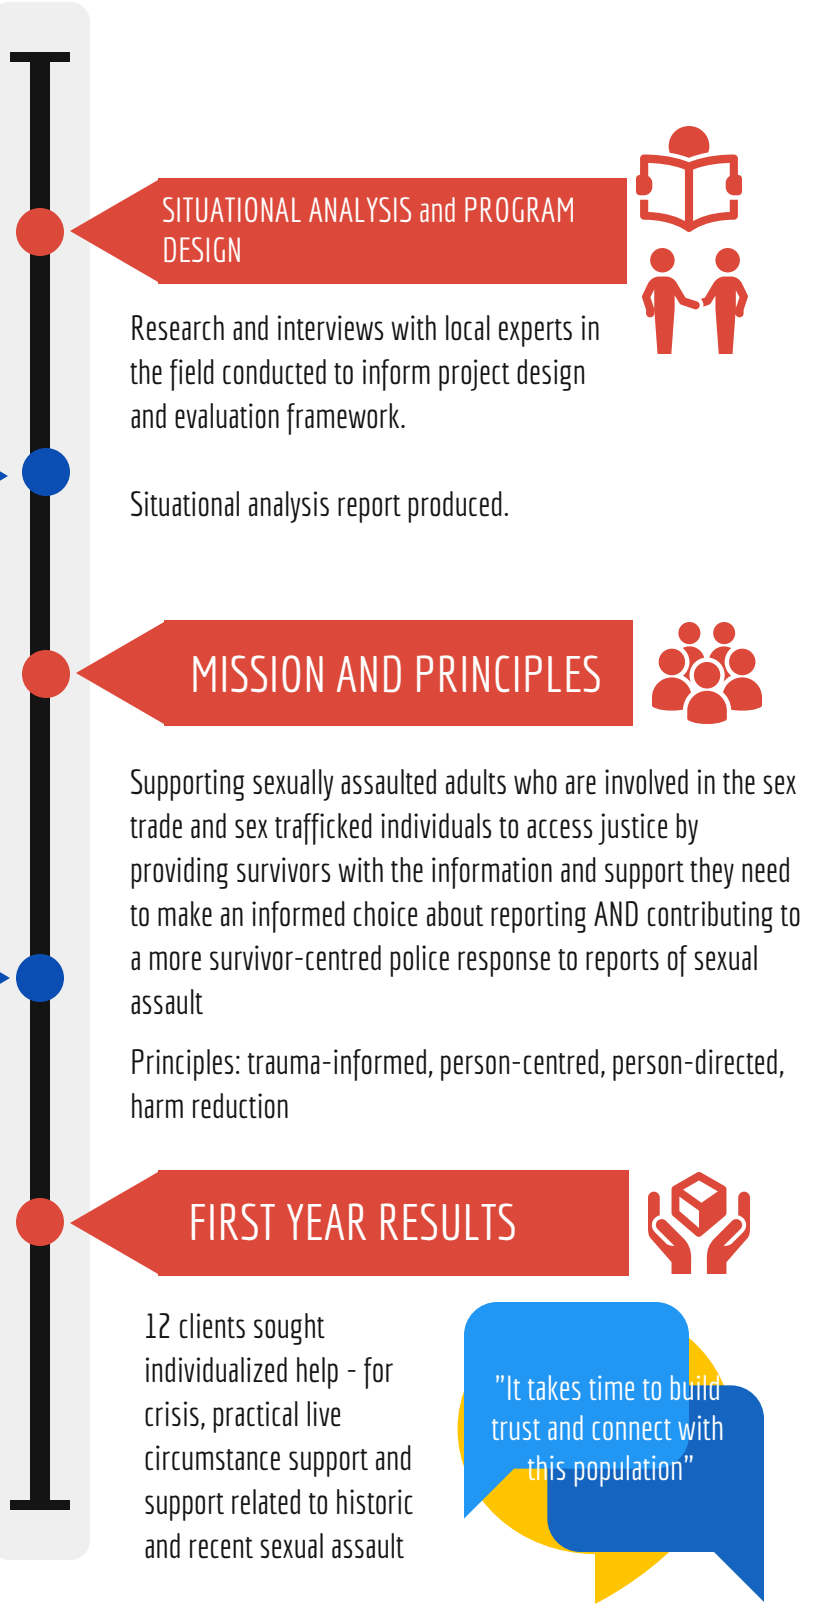 SITUATIONAL ANALYSIS and PROGRAM
DESIGN
Research and interviews with local experts in
the field conducted to inform project design
and evaluation framework.
Situational analysis report produced.
MISSION AND PRINCIPLES
Supporting sexually assaulted adults who are involved in the sex
trade and sex trafficked individuals to access justice by
providing survivors with the information and support they need
to make an informed choice about reporting AND contributing to
a more survivor-centred police response to reports of sexual
assault
Principles: trauma-informed, person-centred, person-directed,
harm reduction
FIRST YEAR RESULTS
12 clients sought
individualized help - for
crisis, practical live
circumstance support and
support related to historic
and recent sexual assault
"It takes time to build
trust and connect with
this population"